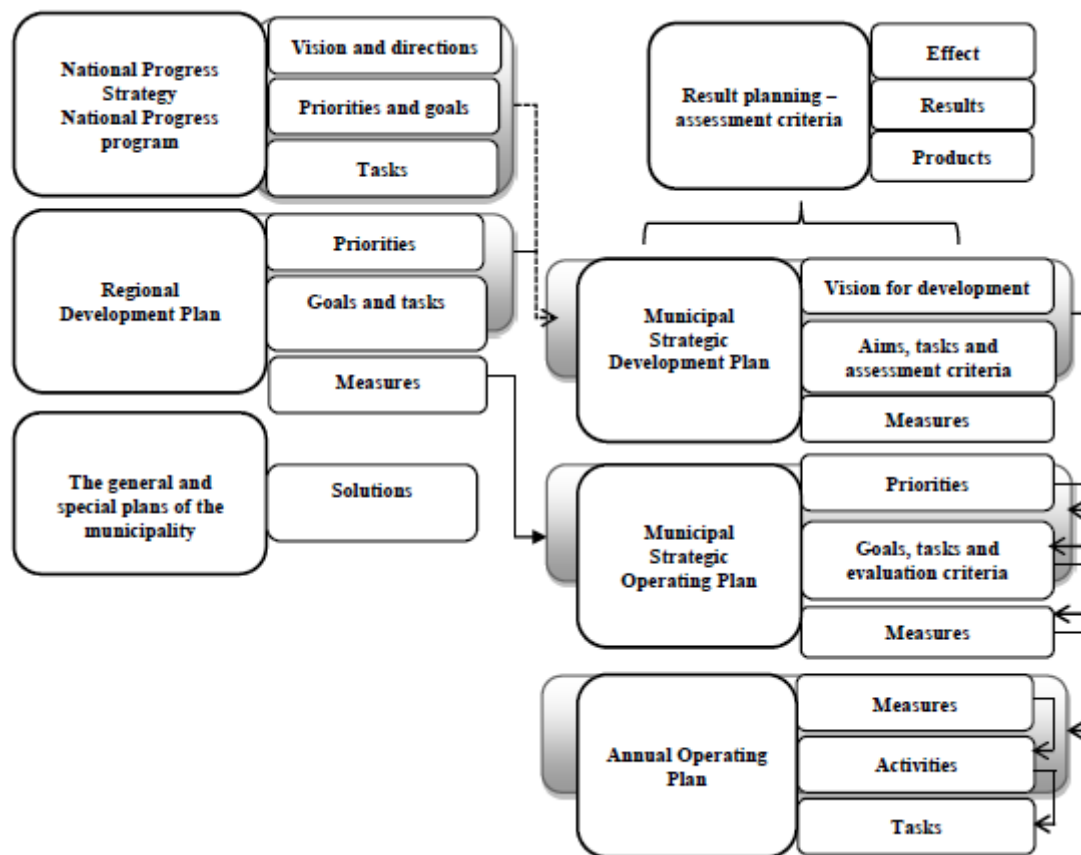 National Progress
Strategy
National Progress
program
Vision and directions
Priorities and goals
Tasks
Result planning –
assessment criteria
Effect
Results
Products
Regional
Development Plan
Priorities
Goals and tasks
Measures
The general and
special plans of the
municipality
Solutions
Municipal
Strategic
Development Plan
Vision for development
Aims, tasks and
assessment criteria
Measures
Municipal
Strategic
Operating Plan
Priorities
Goals, tasks and
evaluation criteria
Measures
Annual Operating
Plan
Measures
Activities
Tasks